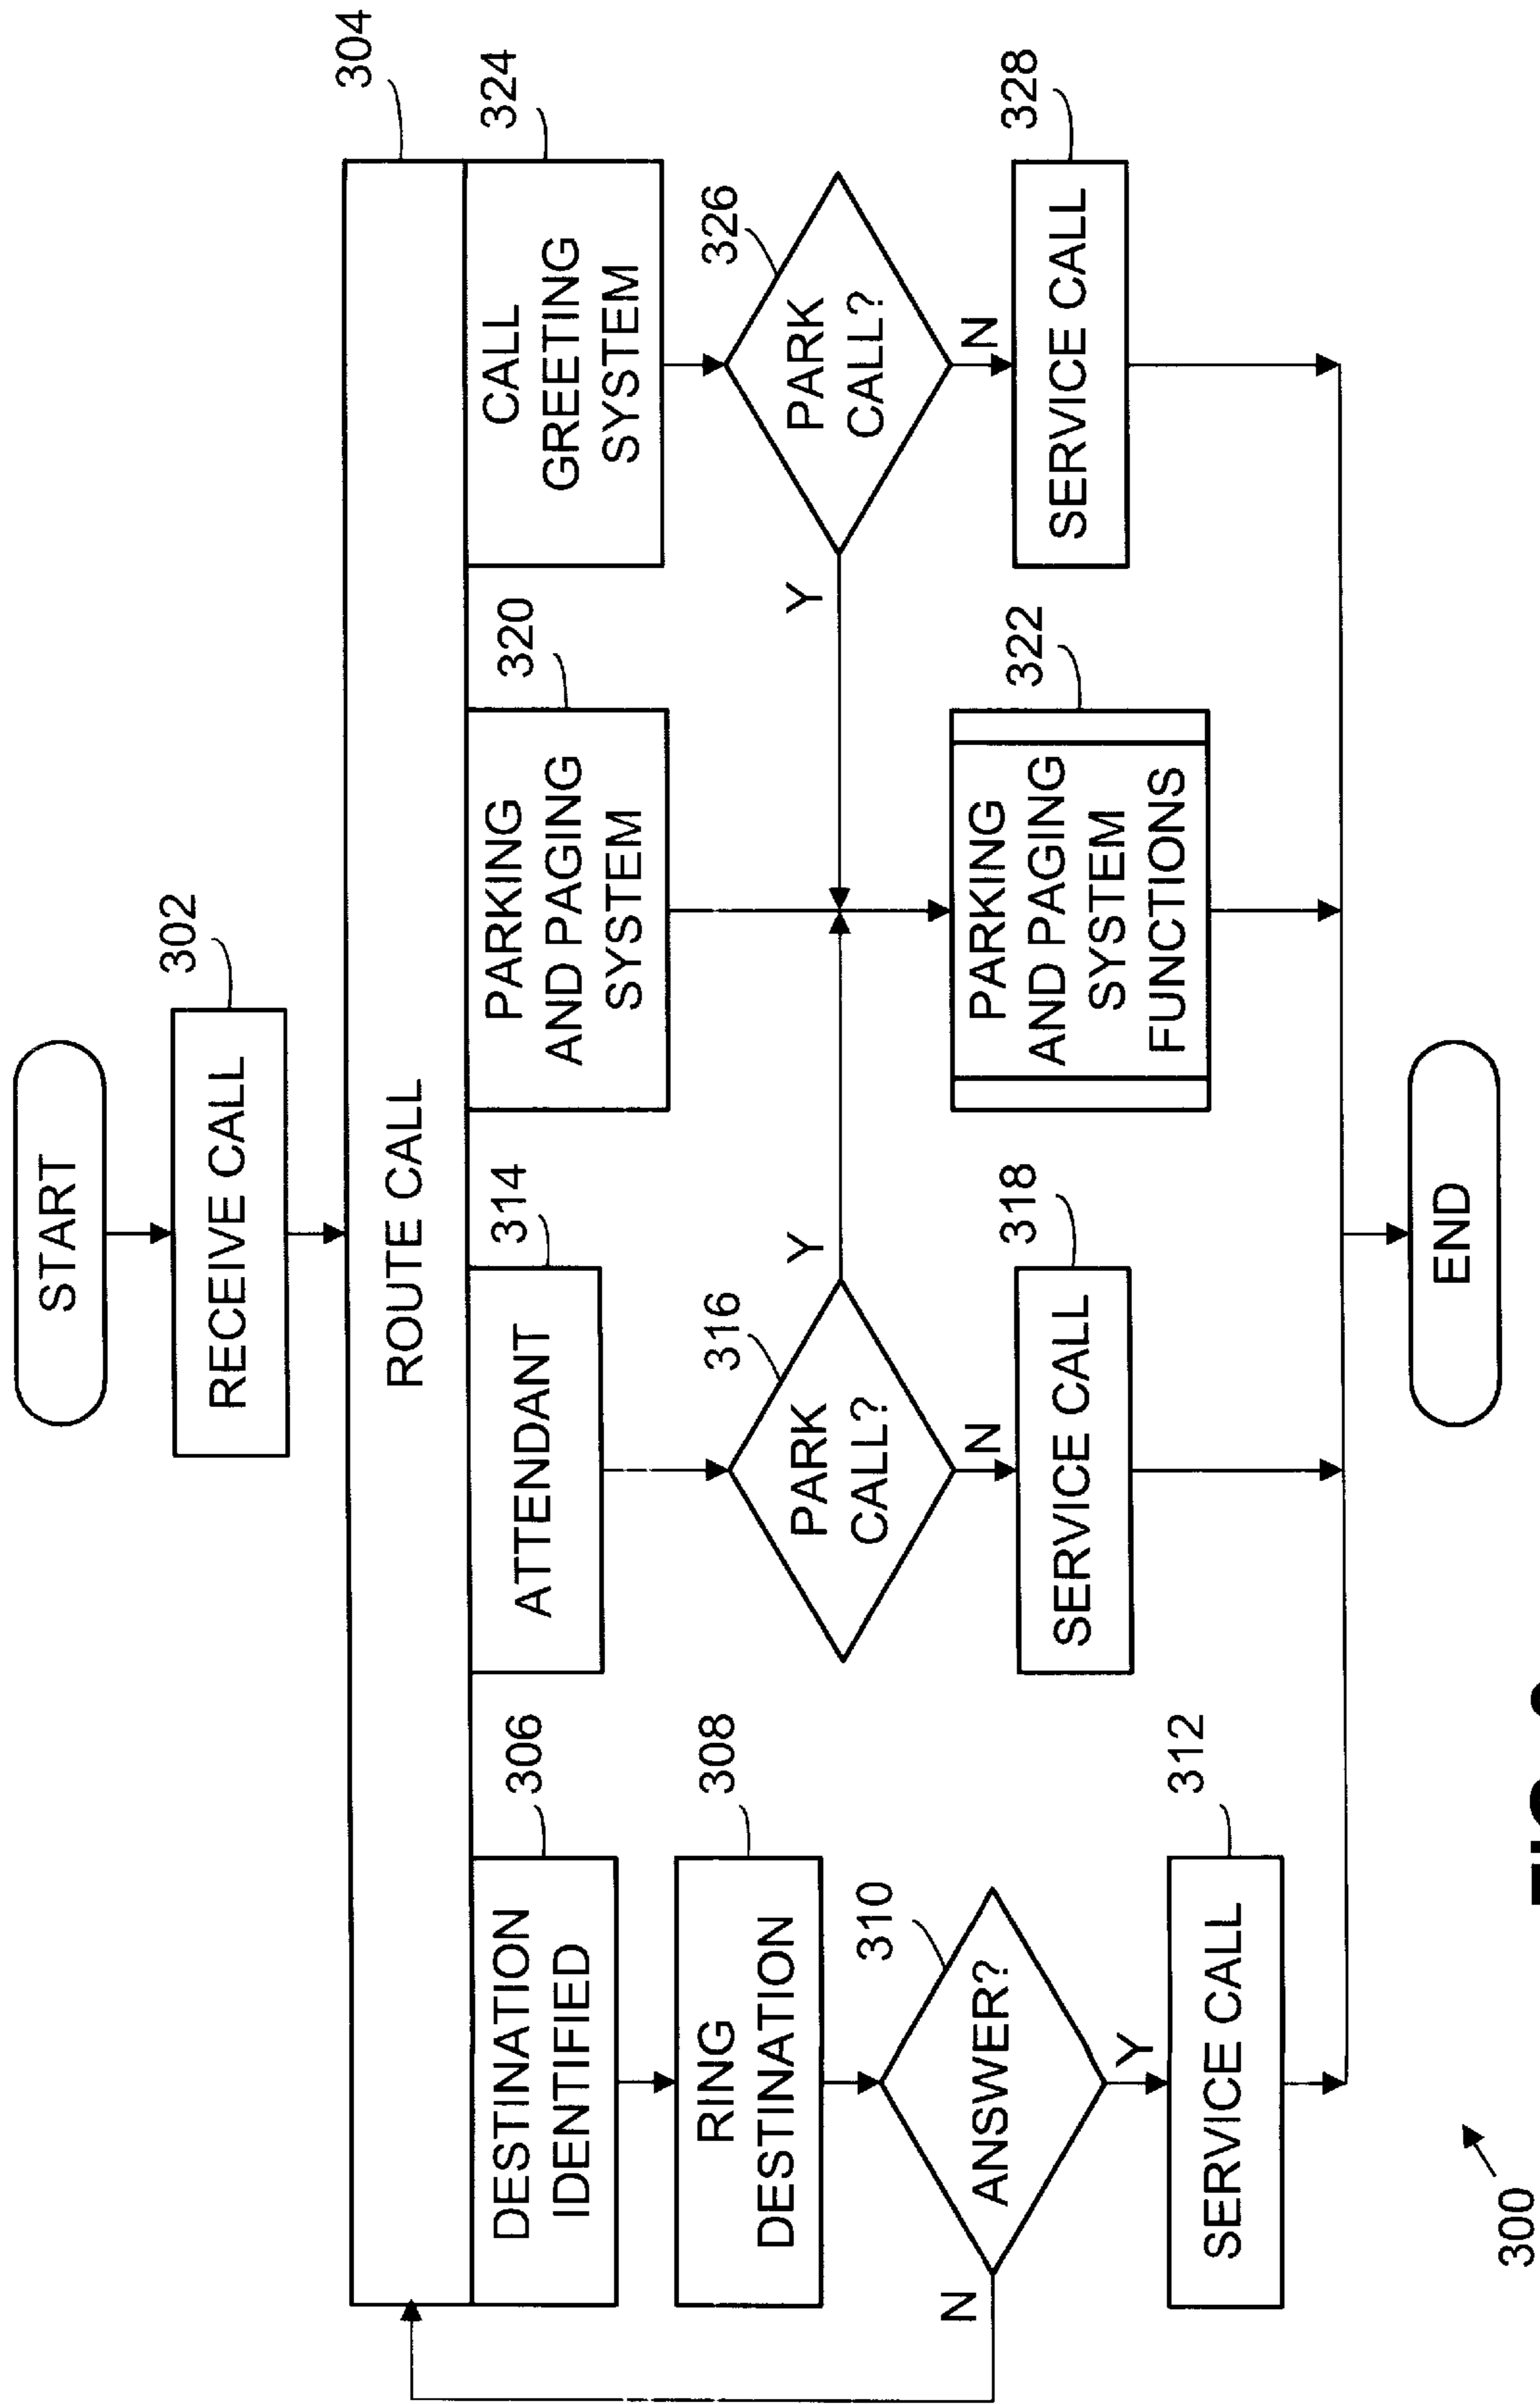 START
302
RECEIVE CALL
304
ROUTE CALL
306
DESTINATION
IDENTIFIED
314
ATTENDANT
320
PARKING
AND PAGING
SYSTEM
324
CALL
GREETING
SYSTEM
308
RING
DESTINATION
316
PARK
CALL?
Y
N
326
PARK
CALL?
Y
N
310
ANSWER?
N
Y
318
SERVICE CALL
322
PARKING
AND PAGING
SYSTEM
FUNCTIONS
328
SERVICE CALL
312
SERVICE CALL
END
300